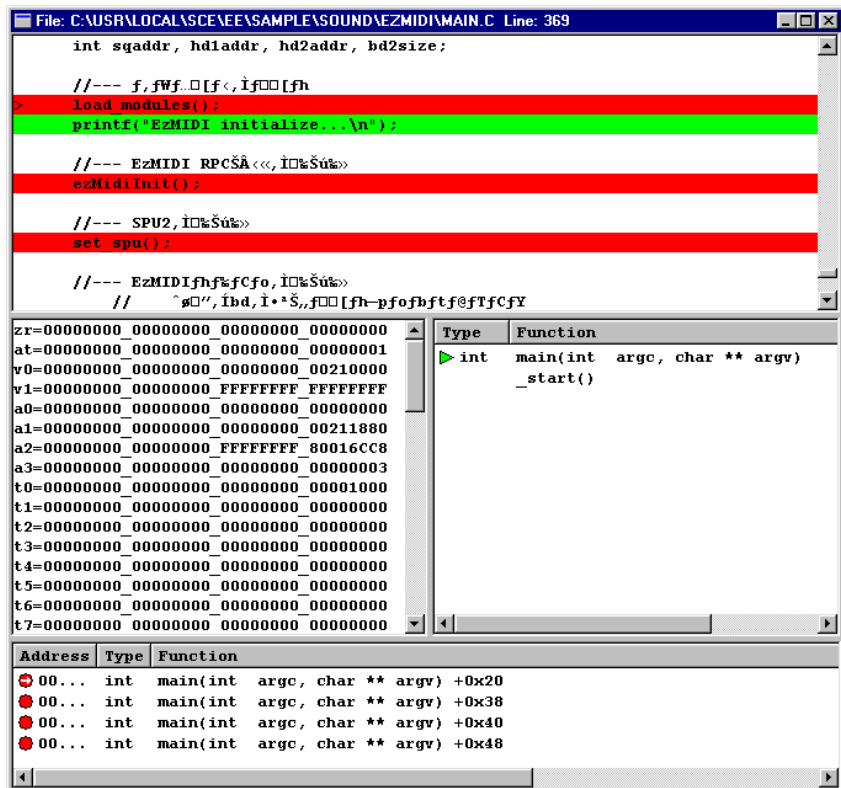 File: C:\USR\LOCAL\SCE\EE\SAMPLE\SOUND\EZMIDI\MAIN.C Line: 369
int sqaddr, hd1addr, hd2addr, bd2size;
//---
> load_modules();
printf("EzMIDI initialize...\n");
//--- EzMIDI
ezMidiInit();
//--- SPU2
set_spu();
//---
//
zr=00000000_00000000_00000000_00000000
at=00000000_00000000_00000000_00000001
v0=00000000_00000000_00000000_00210000
v1=00000000_00000000_FFFFFFFF_FFFFFFFF
a0=00000000_00000000_00000000_00000000
a1=00000000_00000000_00000000_00211880
a2=00000000_00000000_FFFFFFFF_80016CC8
a3=00000000_00000000_00000000_00000003
t0=00000000_00000000_00000000_00001000
t1=00000000_00000000_00000000_00000000
t2=00000000_00000000_00000000_00000000
t3=00000000_00000000_00000000_00000000
t4=00000000_00000000_00000000_00000000
t5=00000000_00000000_00000000_00000000
t6=00000000_00000000_00000000_00000000
t7=00000000_00000000_00000000_00000000
Type Function
int main(int argc, char ** argv)
_start()
Address Type Function
00... int main(int argc, char ** argv) +0x20
00... int main(int argc, char ** argv) +0x38
00... int main(int argc, char ** argv) +0x40
00... int main(int argc, char ** argv) +0x48